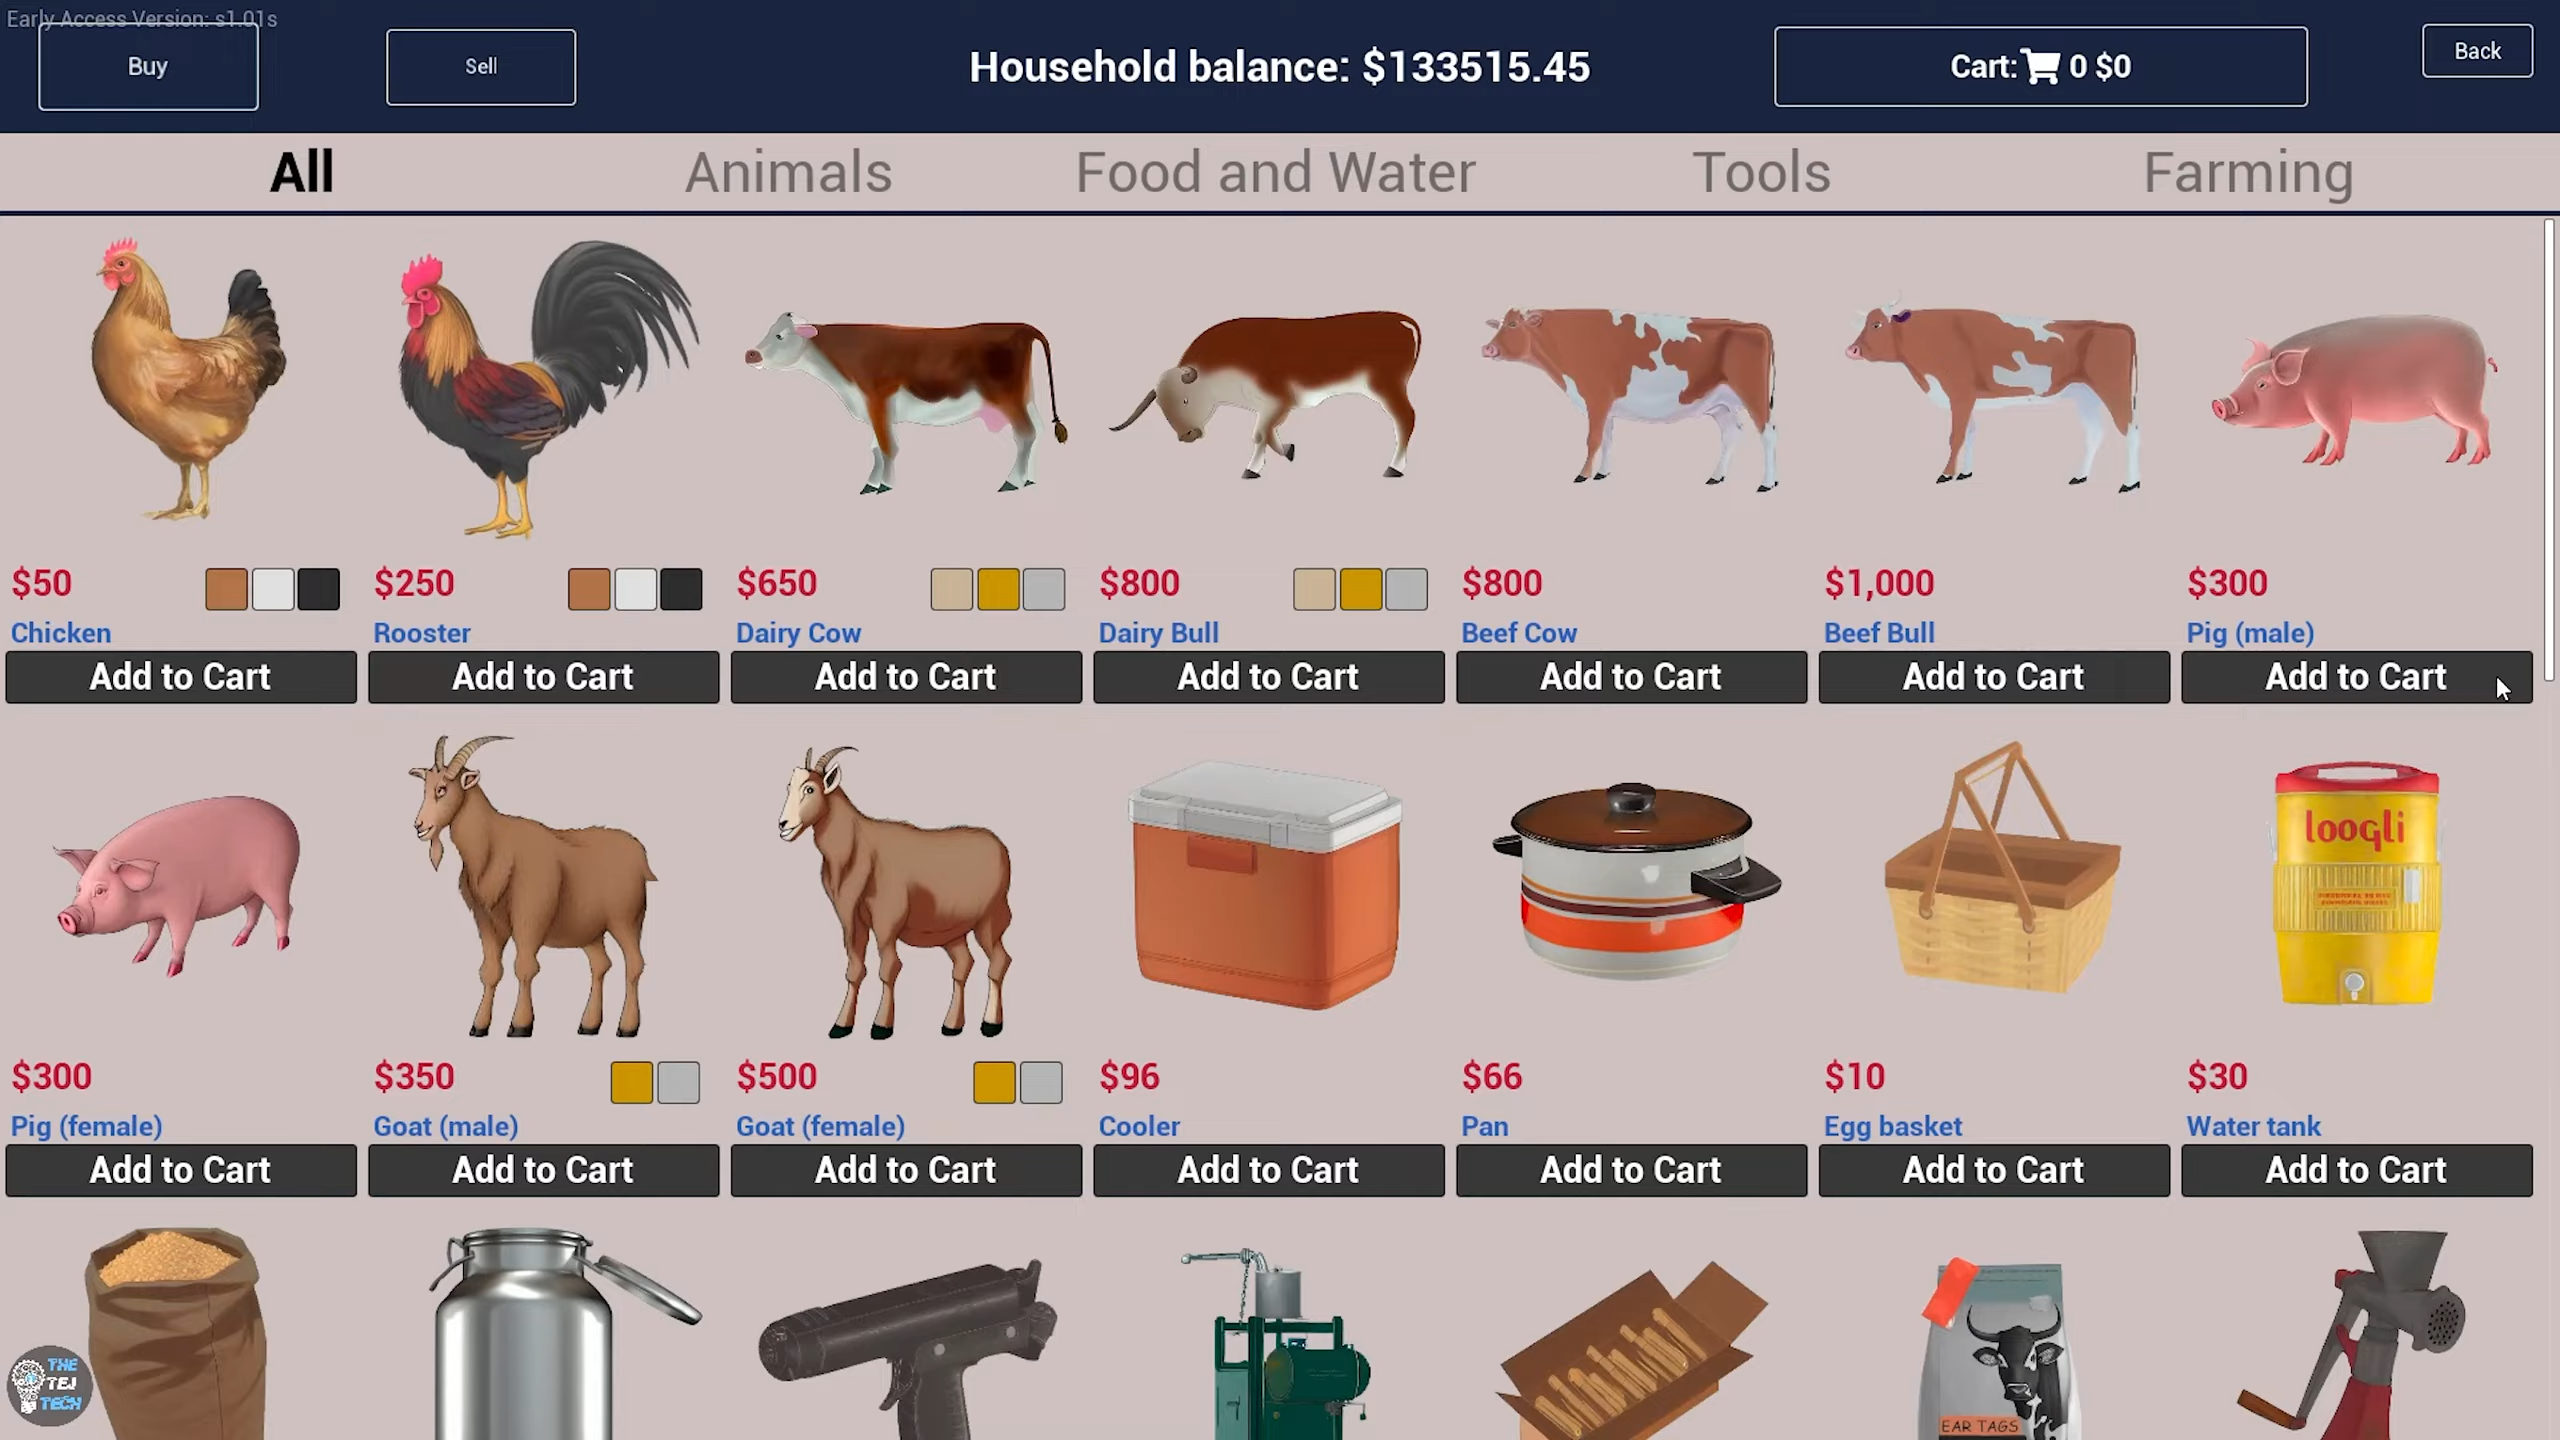 Early Access Version: s1.01s
Buy
Sell
Household balance: $133515.45
Cart: 0 $0
Back
All
Animals
Food and Water
Tools
Farming
$50
$250
$650
$800
$800
$1,000
$300
Chicken
Rooster
Dairy Cow
Dairy Bull
Beef Cow
Beef Bull
Pig (male)
Add to Cart
Add to Cart
Add to Cart
Add to Cart
Add to Cart
Add to Cart
Add to Cart
loogli
$300
$350
$500
$96
$66
$10
$30
Pig (female)
Goat (male)
Goat (female)
Cooler
Pan
Egg basket
Water tank
Add to Cart
Add to Cart
Add to Cart
Add to Cart
Add to Cart
Add to Cart
Add to Cart
THE
TEJ
TECH
EAR TAGS